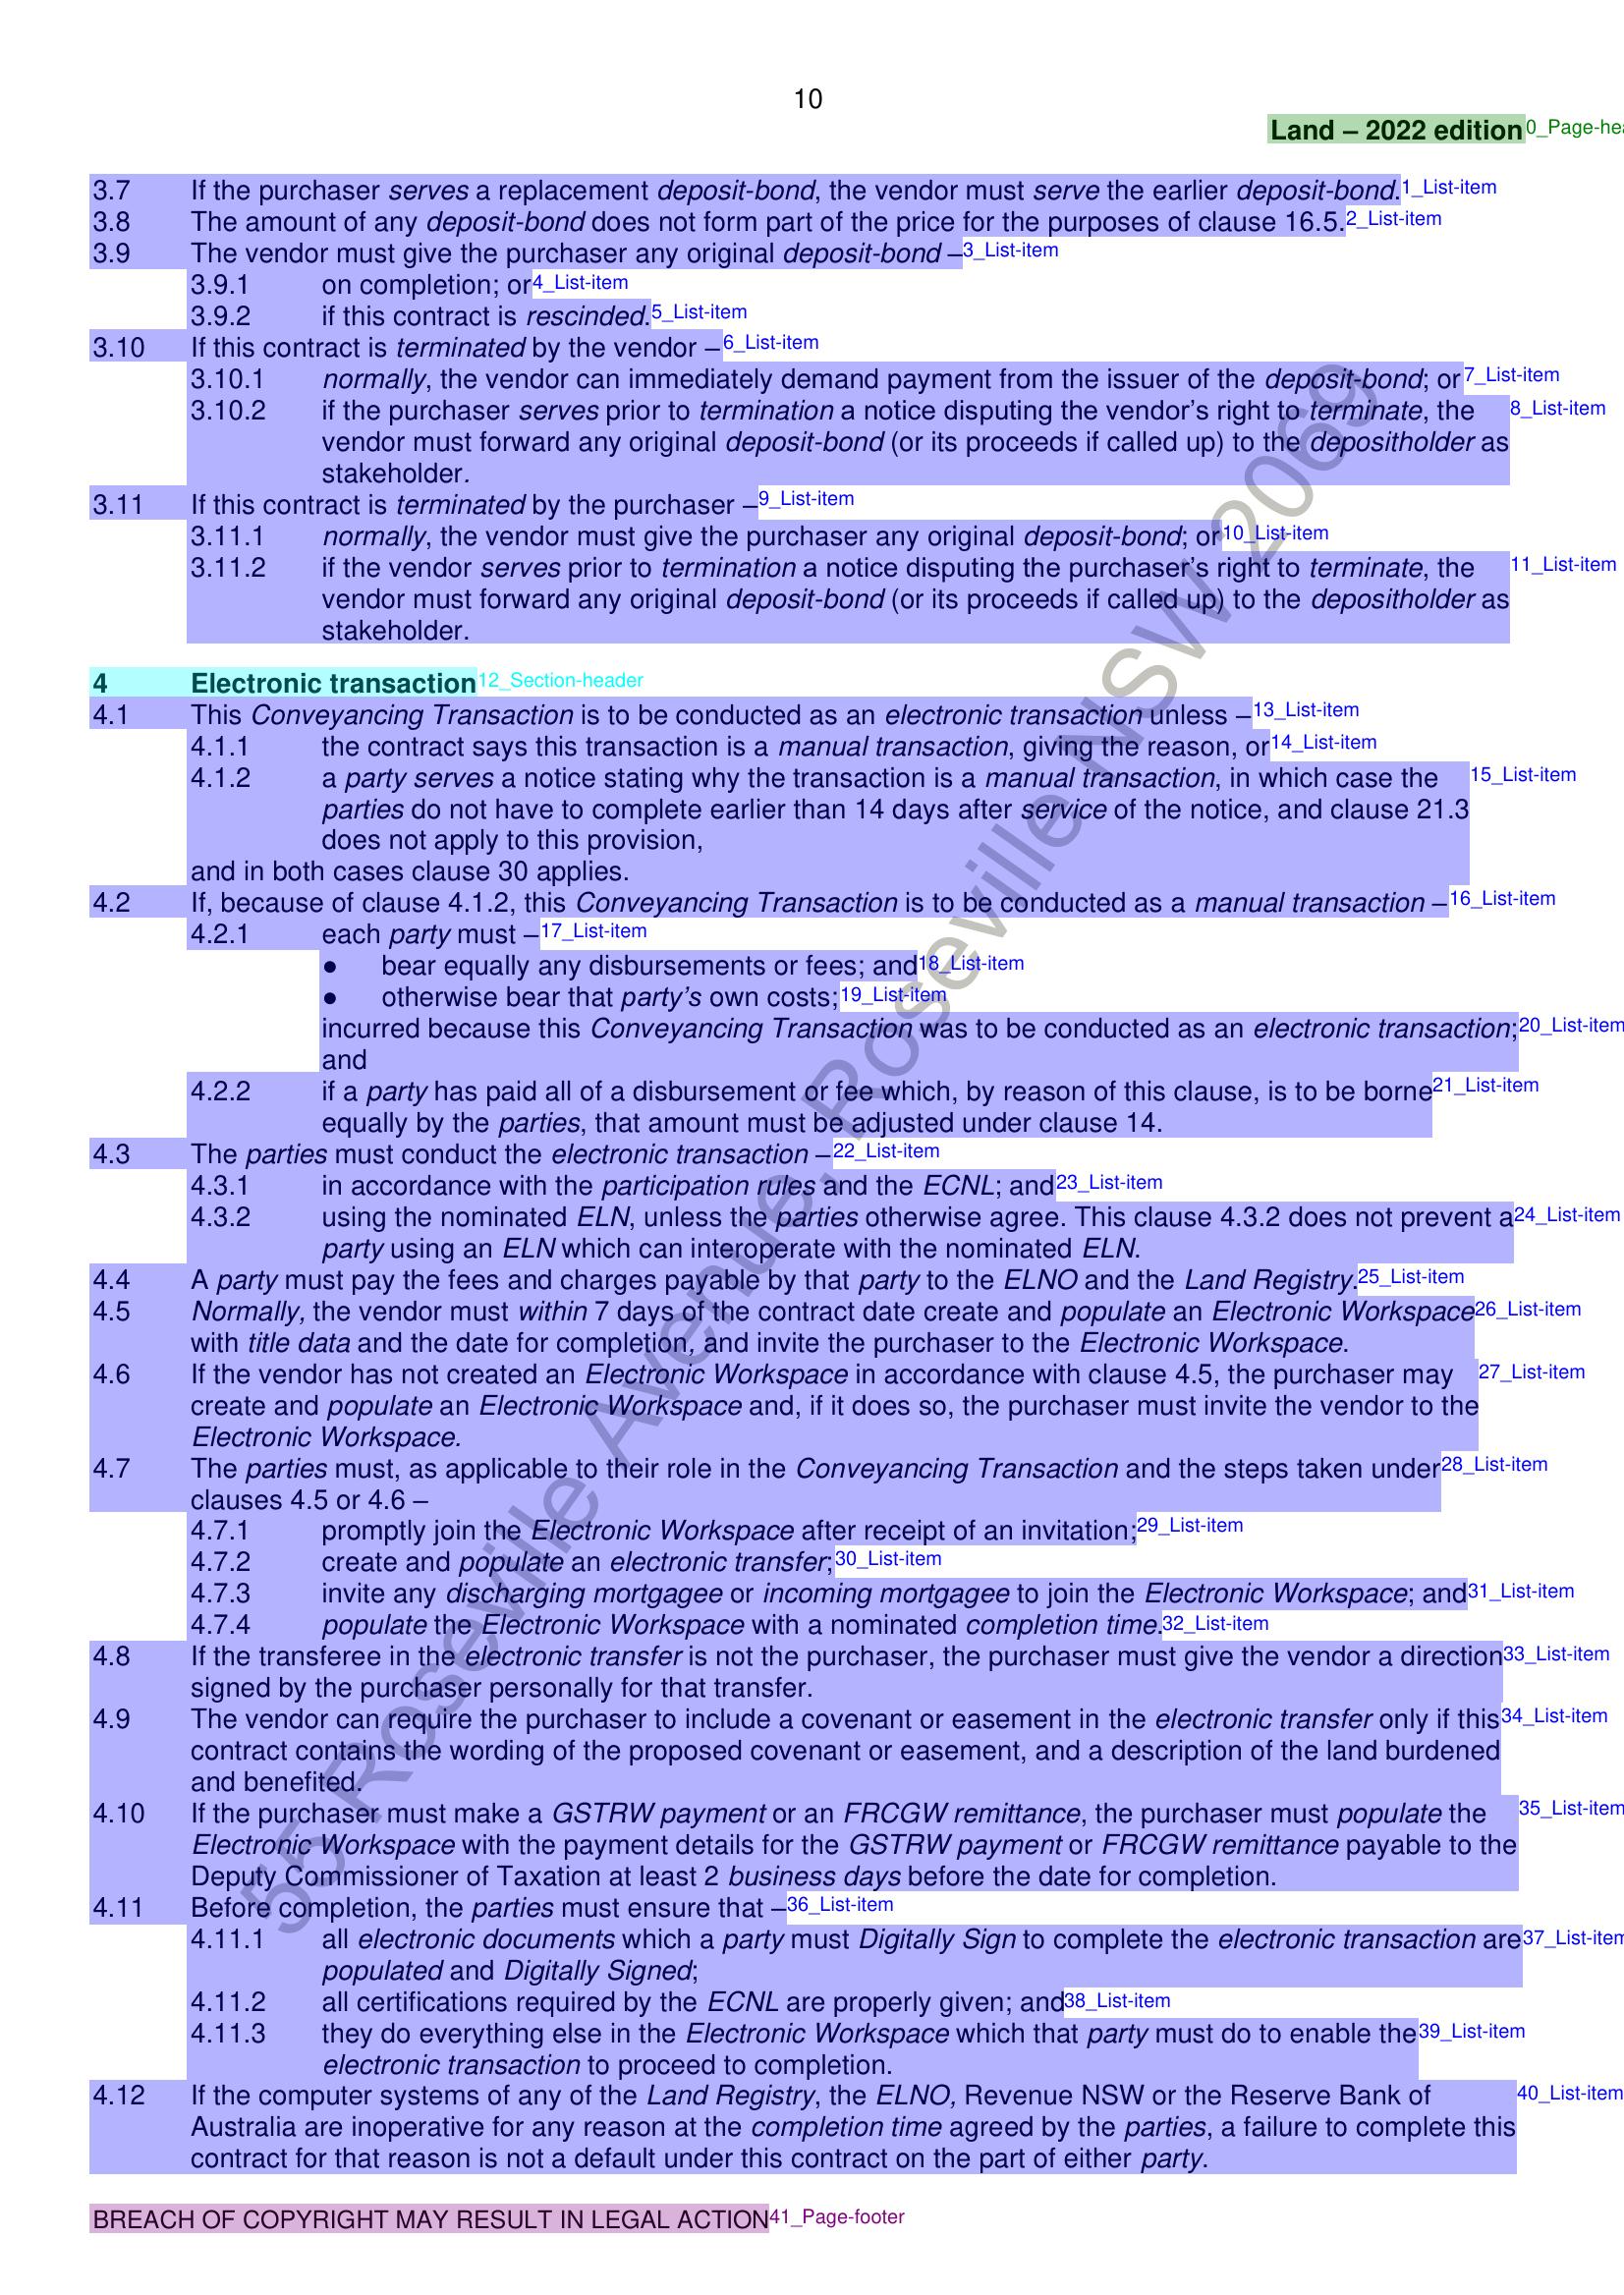 10
Land – 2022 edition0_Page-hea
3.7 If the purchaser serves a replacement deposit-bond, the vendor must serve the earlier deposit-bond.1_List-item
3.8 The amount of any deposit-bond does not form part of the price for the purposes of clause 16.5.2_List-item
3.9 The vendor must give the purchaser any original deposit-bond –3_List-item
3.9.1 on completion; or4_List-item
3.9.2 if this contract is rescinded.5_List-item
3.10 If this contract is terminated by the vendor –6_List-item
3.10.1 normally, the vendor can immediately demand payment from the issuer of the deposit-bond; or7_List-item
3.10.2 if the purchaser serves prior to termination a notice disputing the vendor's right to terminate, the 8_List-item
vendor must forward any original deposit-bond (or its proceeds if called up) to the depositholder as
stakeholder.
3.11 If this contract is terminated by the purchaser –9_List-item
3.11.1 normally, the vendor must give the purchaser any original deposit-bond; or10_List-item
3.11.2 if the vendor serves prior to termination a notice disputing the purchaser's right to terminate, the 11_List-item
vendor must forward any original deposit-bond (or its proceeds if called up) to the depositholder as
stakeholder.
4 Electronic transaction12_Section-header
4.1 This Conveyancing Transaction is to be conducted as an electronic transaction unless –13_List-item
4.1.1 the contract says this transaction is a manual transaction, giving the reason, or14_List-item
4.1.2 a party serves a notice stating why the transaction is a manual transaction, in which case the 15_List-item
parties do not have to complete earlier than 14 days after service of the notice, and clause 21.3
does not apply to this provision,
and in both cases clause 30 applies.
4.2 If, because of clause 4.1.2, this Conveyancing Transaction is to be conducted as a manual transaction –16_List-item
4.2.1 each party must –17_List-item
● bear equally any disbursements or fees; and18_List-item
● otherwise bear that party's own costs;19_List-item
incurred because this Conveyancing Transaction was to be conducted as an electronic transaction;20_List-item
and
4.2.2 if a party has paid all of a disbursement or fee which, by reason of this clause, is to be borne21_List-item
equally by the parties, that amount must be adjusted under clause 14.
4.3 The parties must conduct the electronic transaction –22_List-item
4.3.1 in accordance with the participation rules and the ECNL; and23_List-item
4.3.2 using the nominated ELN, unless the parties otherwise agree. This clause 4.3.2 does not prevent a24_List-item
party using an ELN which can interoperate with the nominated ELN.
4.4 A party must pay the fees and charges payable by that party to the ELNO and the Land Registry.25_List-item
4.5 Normally, the vendor must within 7 days of the contract date create and populate an Electronic Workspace26_List-item
with title data and the date for completion, and invite the purchaser to the Electronic Workspace.
4.6 If the vendor has not created an Electronic Workspace in accordance with clause 4.5, the purchaser may 27_List-item
create and populate an Electronic Workspace and, if it does so, the purchaser must invite the vendor to the
Electronic Workspace.
4.7 The parties must, as applicable to their role in the Conveyancing Transaction and the steps taken under28_List-item
clauses 4.5 or 4.6 –
4.7.1 promptly join the Electronic Workspace after receipt of an invitation;29_List-item
4.7.2 create and populate an electronic transfer;30_List-item
4.7.3 invite any discharging mortgagee or incoming mortgagee to join the Electronic Workspace; and31_List-item
4.7.4 populate the Electronic Workspace with a nominated completion time.32_List-item
4.8 If the transferee in the electronic transfer is not the purchaser, the purchaser must give the vendor a direction33_List-item
signed by the purchaser personally for that transfer.
4.9 The vendor can require the purchaser to include a covenant or easement in the electronic transfer only if this34_List-item
contract contains the wording of the proposed covenant or easement, and a description of the land burdened
and benefited.
4.10 If the purchaser must make a GSTRW payment or an FRCGW remittance, the purchaser must populate the 35_List-item
Electronic Workspace with the payment details for the GSTRW payment or FRCGW remittance payable to the
Deputy Commissioner of Taxation at least 2 business days before the date for completion.
4.11 Before completion, the parties must ensure that –36_List-item
4.11.1 all electronic documents which a party must Digitally Sign to complete the electronic transaction are37_List-item
populated and Digitally Signed;
4.11.2 all certifications required by the ECNL are properly given; and38_List-item
4.11.3 they do everything else in the Electronic Workspace which that party must do to enable the39_List-item
electronic transaction to proceed to completion.
4.12 If the computer systems of any of the Land Registry, the ELNO, Revenue NSW or the Reserve Bank of 40_List-item
Australia are inoperative for any reason at the completion time agreed by the parties, a failure to complete this
contract for that reason is not a default under this contract on the part of either party.
BREACH OF COPYRIGHT MAY RESULT IN LEGAL ACTION41_Page-footer
55 Roseville Avenue, Roseville NSW 2069